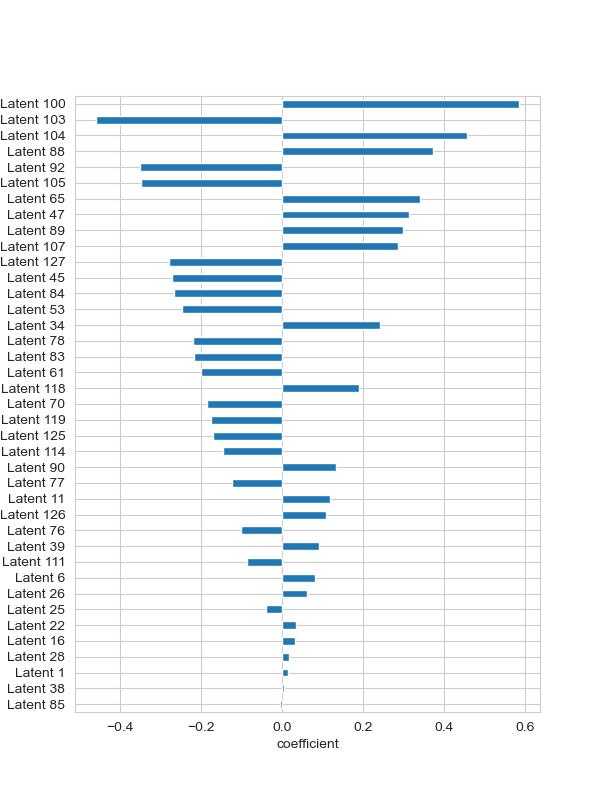 Latent 100
Latent 103
Latent 104
Latent 88
Latent 92
Latent 105
Latent 65
Latent 47
Latent 89
Latent 107
Latent 127
Latent 45
Latent 84
Latent 53
Latent 34
Latent 78
Latent 83
Latent 61
Latent 118
Latent 70
Latent 119
Latent 125
Latent 114
Latent 90
Latent 77
Latent 11
Latent 126
Latent 76
Latent 39
Latent 111
Latent 6
Latent 26
Latent 25
Latent 22
Latent 16
Latent 28
Latent 1
Latent 38
Latent 85
−0.4 −0.2 0.0 0.2 0.4 0.6
coefficient